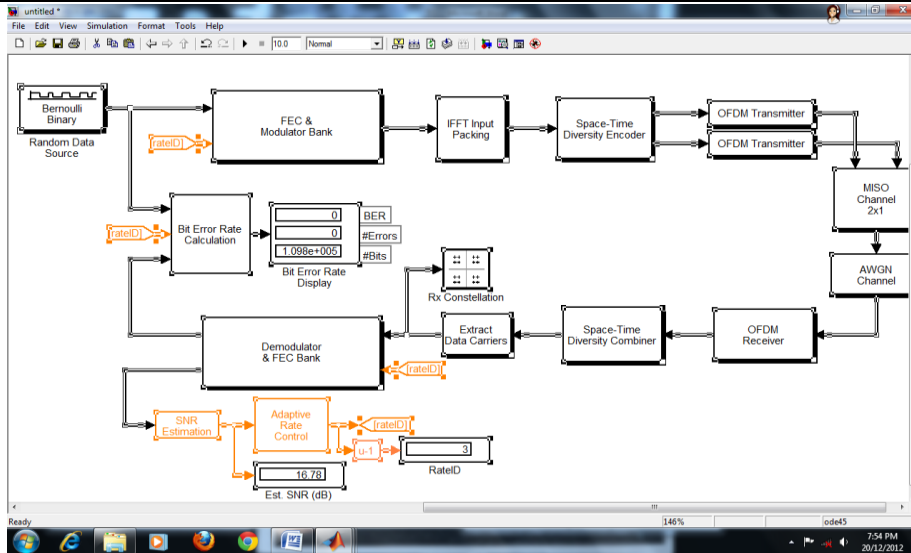 untitled *
File Edit View Simulation Format Tools Help
10.0 Normal
Bernoulli
Binary
Random Data
Source
FEC &
Modulator Bank
[rateID]
IFFT Input
Packing
Space-Time
Diversity Encoder
OFDM Transmitter
OFDM Transmitter
MISO
Channel
2x1
AWGN
Channel
[rateID]
Bit Error Rate
Calculation
0
0
1.098e+005
BER
#Errors
#Bits
Bit Error Rate
Display
Rx Constellation
Demodulator
& FEC Bank
[rateID]
Extract
Data Carriers
Space-Time
Diversity Combiner
OFDM
Receiver
SNR
Estimation
Adaptive
Rate
Control
[rateID]
u-1
3
RateID
16.78
Est. SNR (dB)
Ready
146%
ode45
7:54 PM
20/12/2012